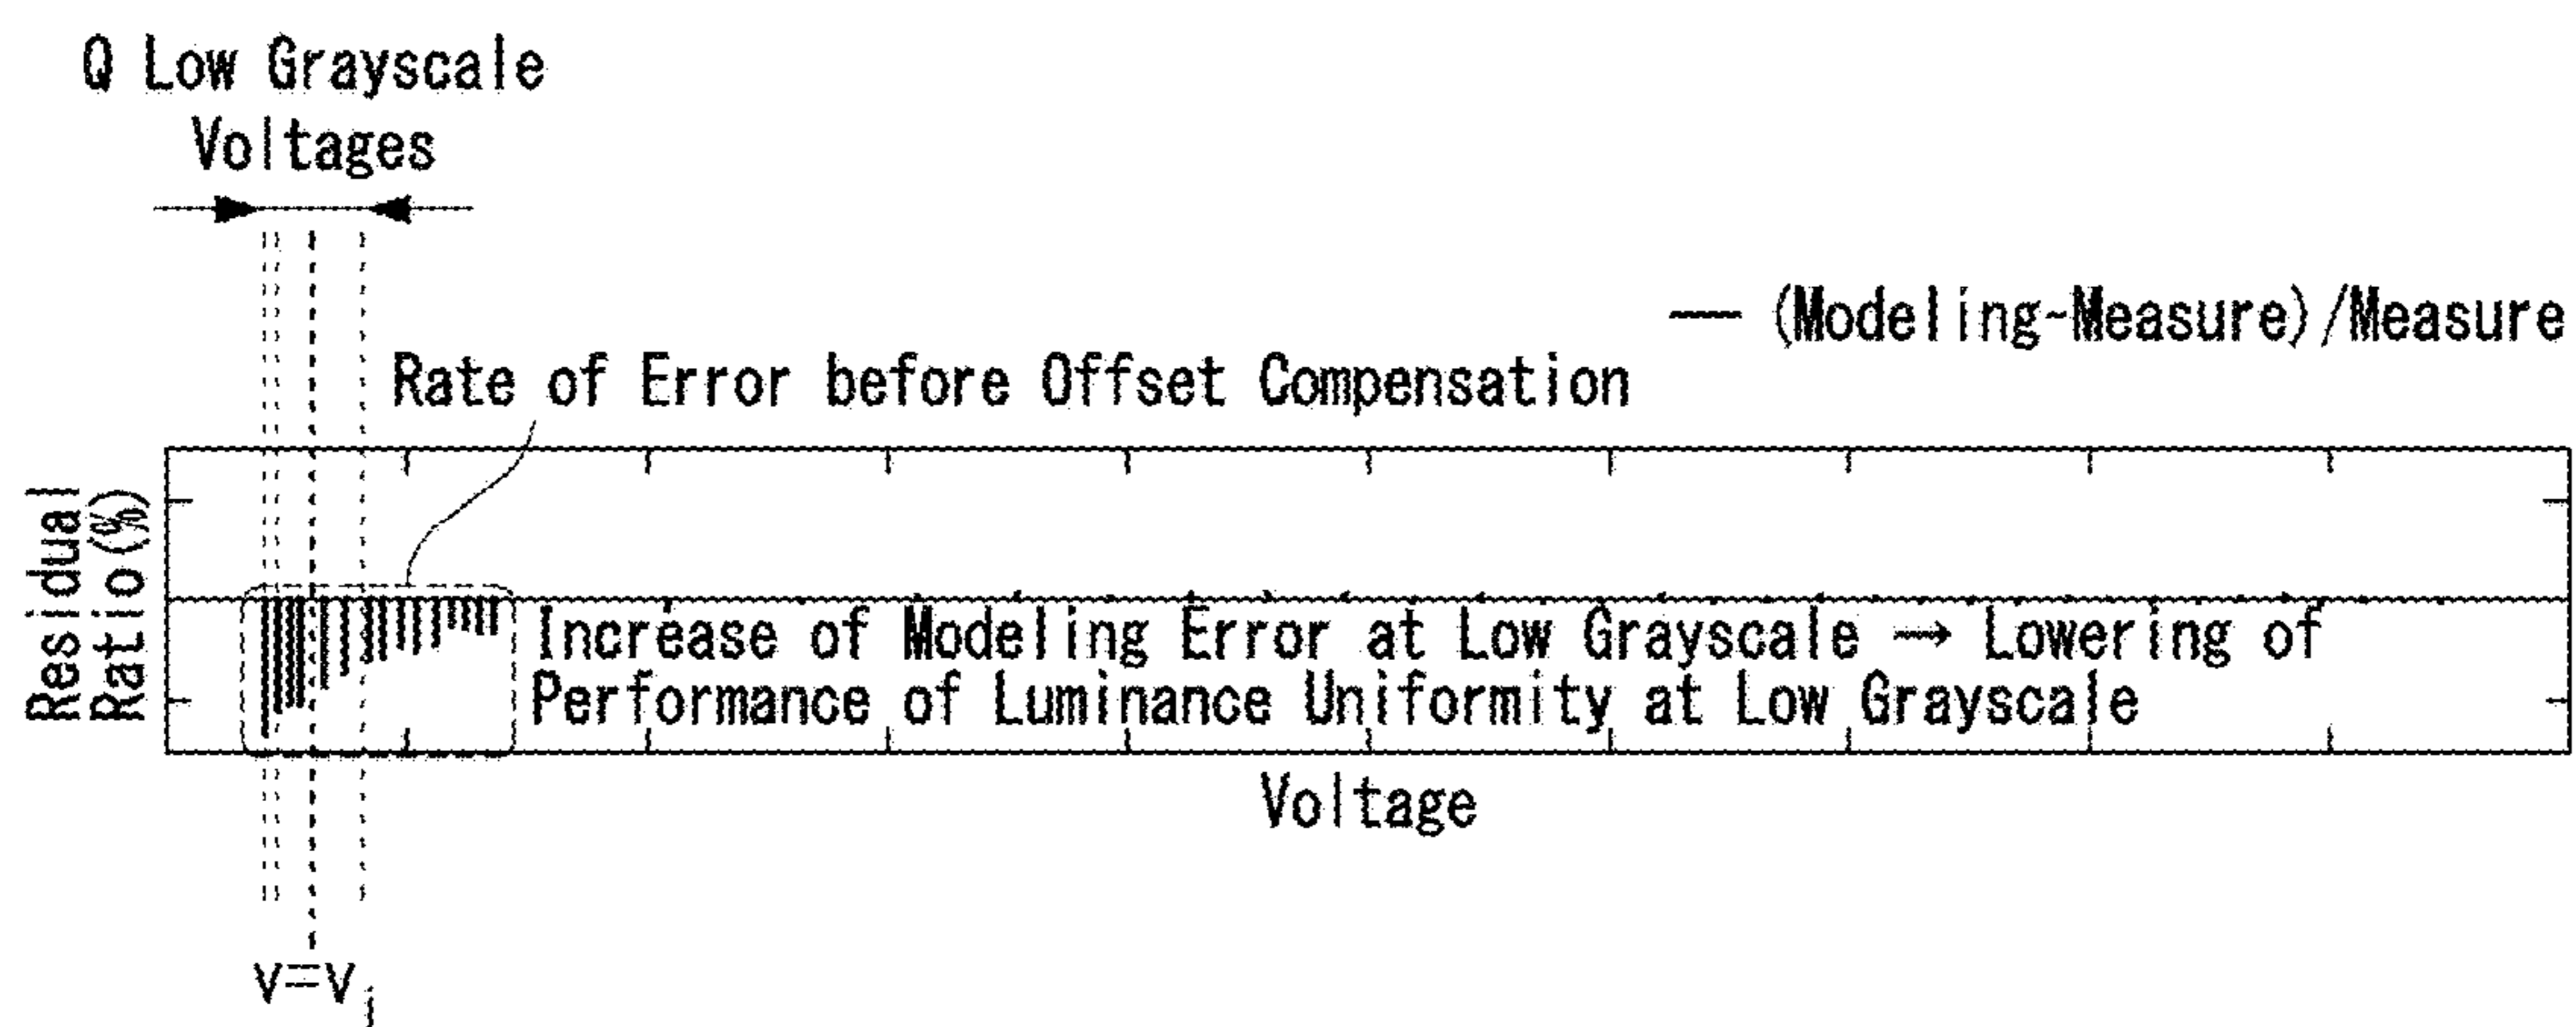 Q Low Grayscale
Voltages
— (Modeling-Measure)/Measure
Rate of Error before Offset Compensation
Residual
Ratio(%)
Increase of Modeling Error at Low Grayscale → Lowering of
Performance of Luminance Uniformity at Low Grayscale
Voltage
v=vj